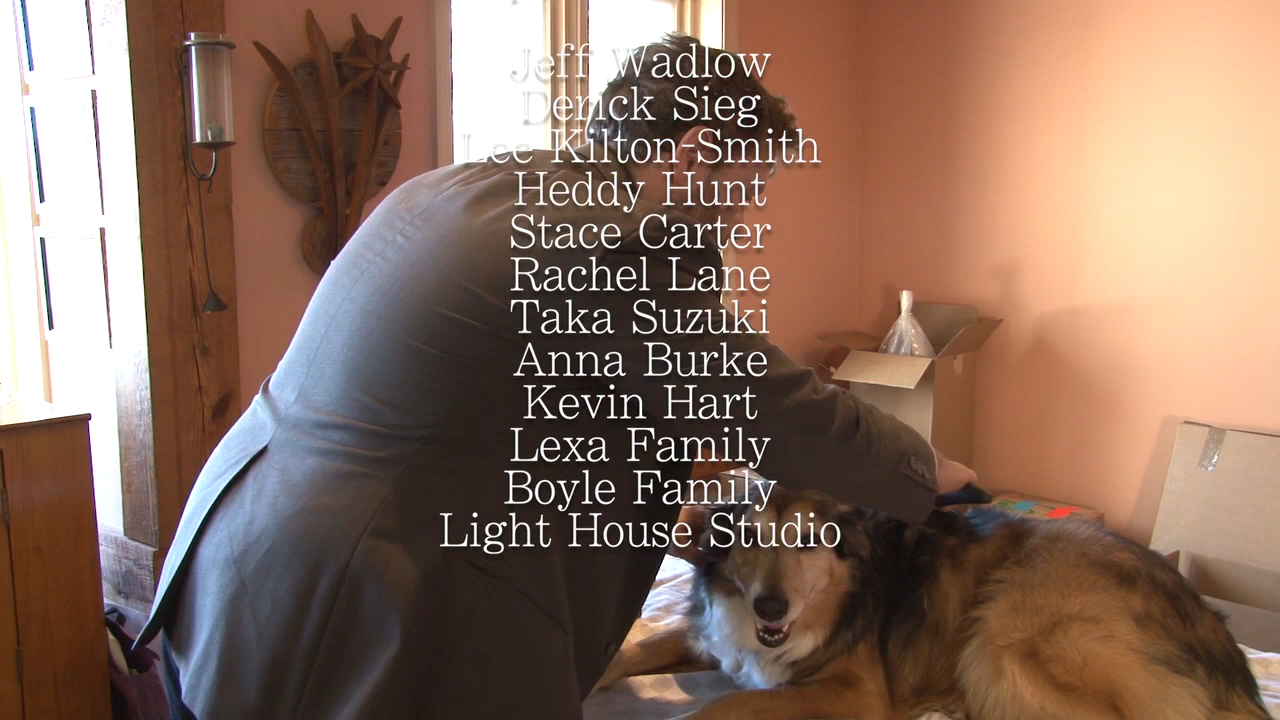 Jeff Wadlow
Derick Sieg
Lee Kilton-Smith
Heddy Hunt
Stace Carter
Rachel Lane
Taka Suzuki
Anna Burke
Kevin Hart
Lexa Family
Boyle Family
Light House Studio